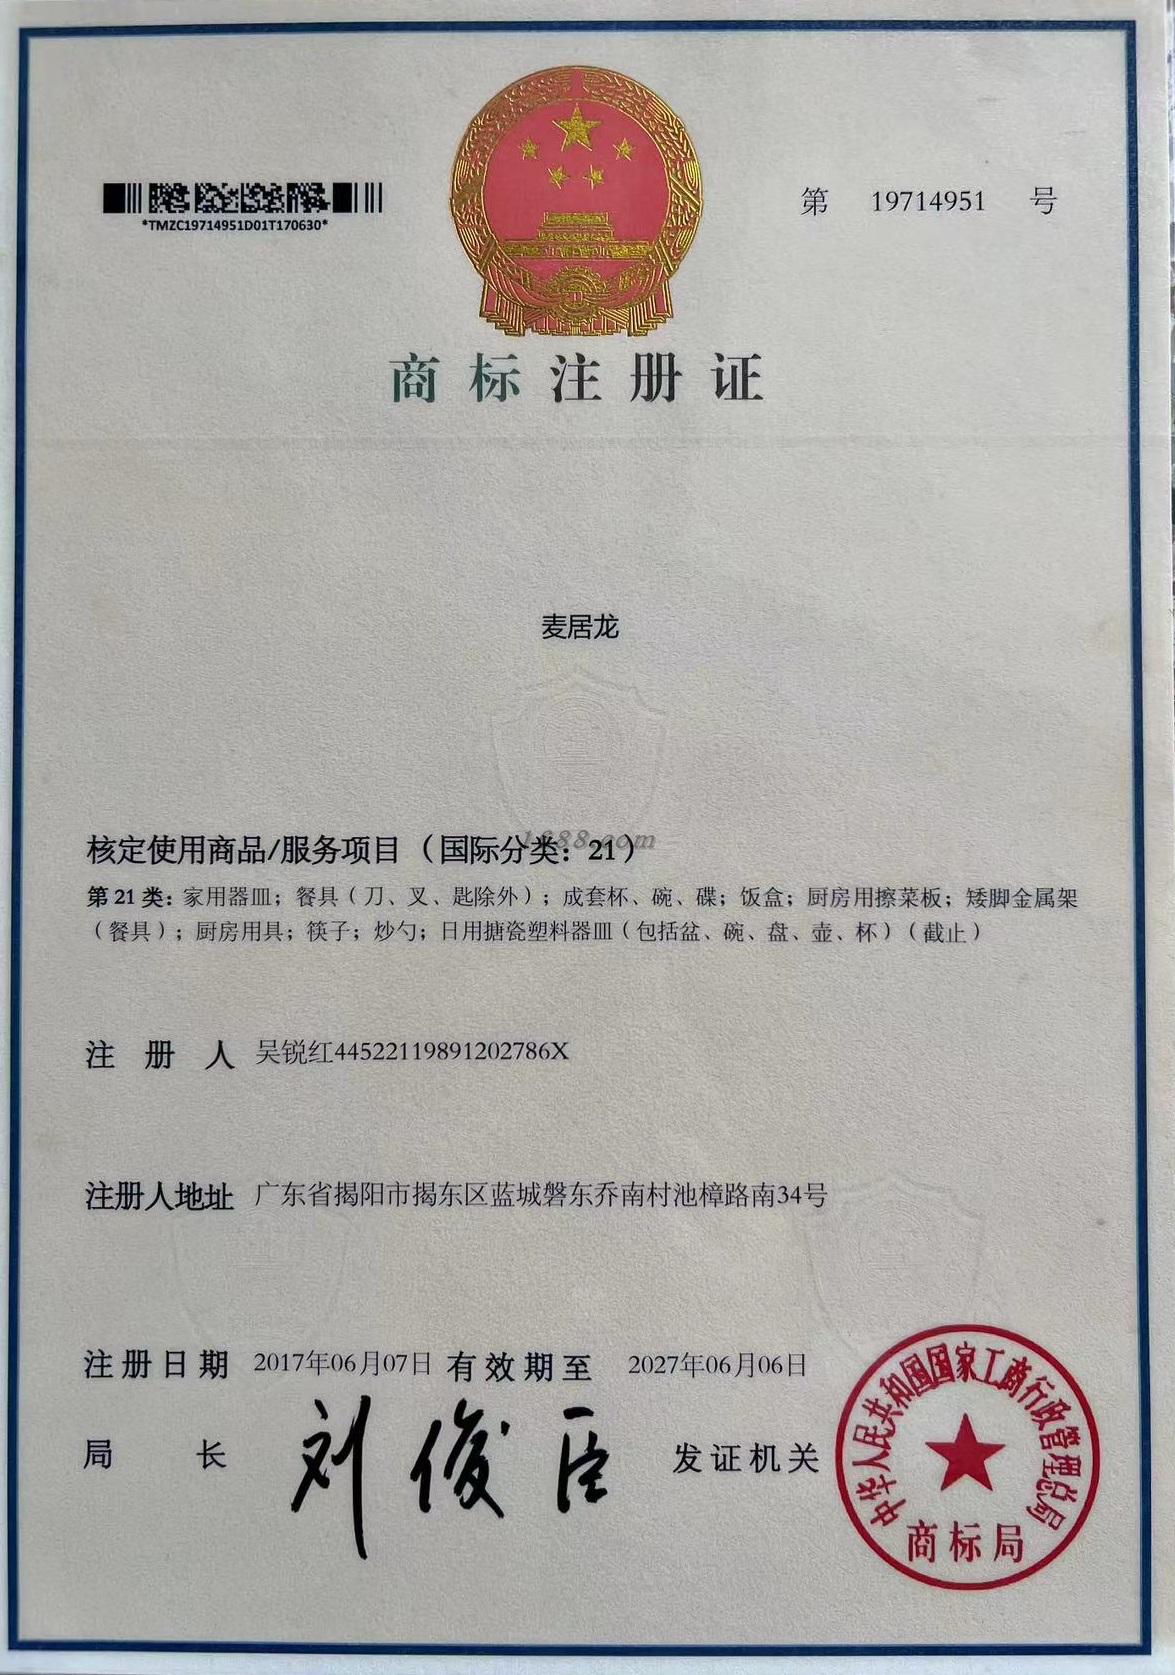 *TMZC19714951D01T170630*
第 19714951 号
商标注册证
麦居龙
1688.com
核定使用商品/服务项目（国际分类：21）
第 21 类：家用器皿；餐具（刀、叉、匙除外）；成套杯、碗、碟；饭盒；厨房用擦菜板；矮脚金属架
（餐具）；厨房用具；筷子；炒勺；日用搪瓷塑料器皿（包括盆、碗、盘、壶、杯）（截止）
注册人 吴锐红44522119891202786X
注册人地址 广东省揭阳市揭东区蓝城磐东乔南村池樟路南34号
注册日期 2017年06月07日 有效期至 2027年06月06日
局长 刘俊臣 发证机关
中华人民共和国国家工商行政管理总局
商标局